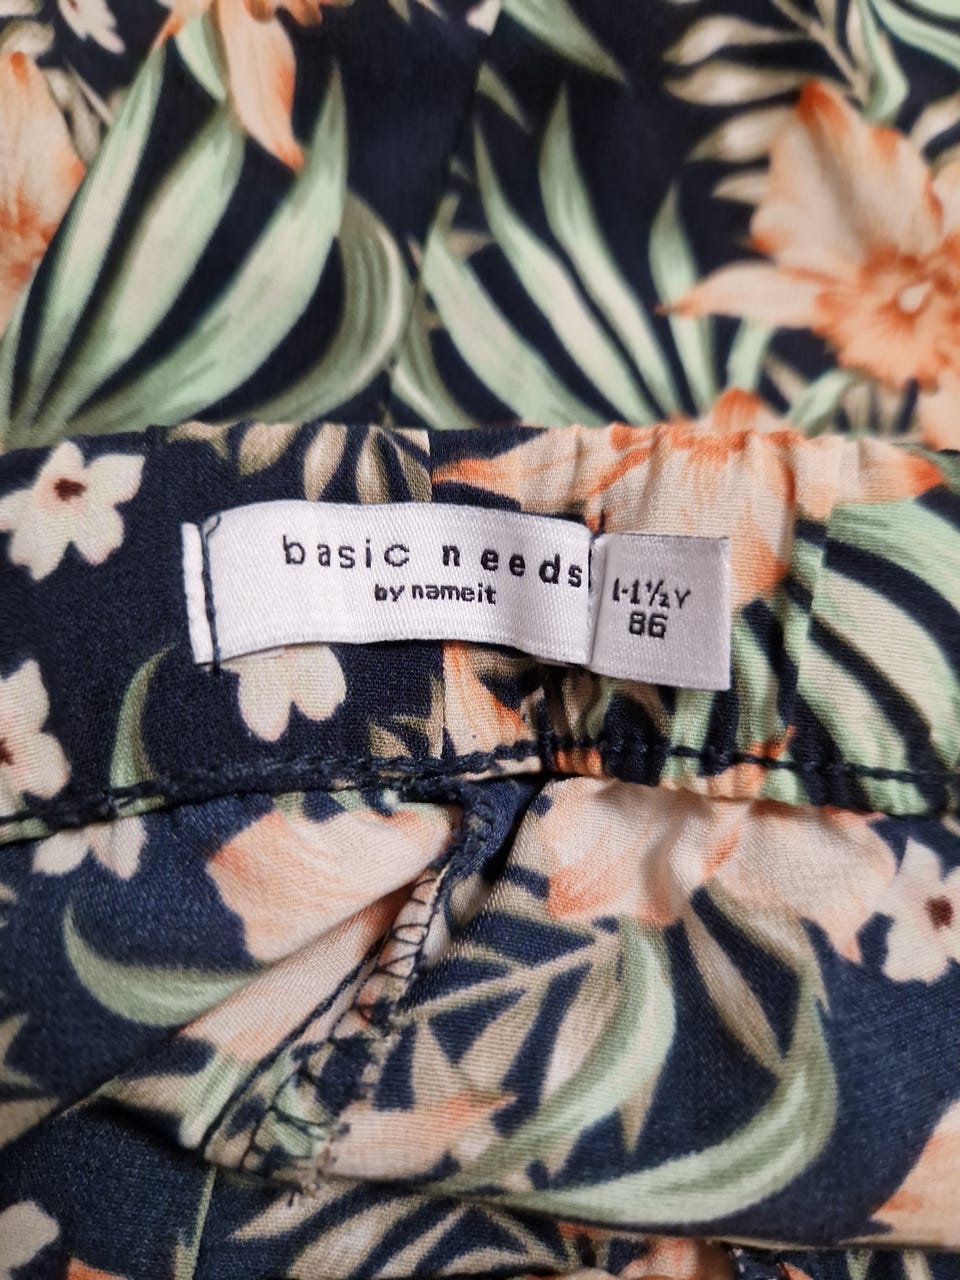 basic needs
by nameit
1-1½Y
86